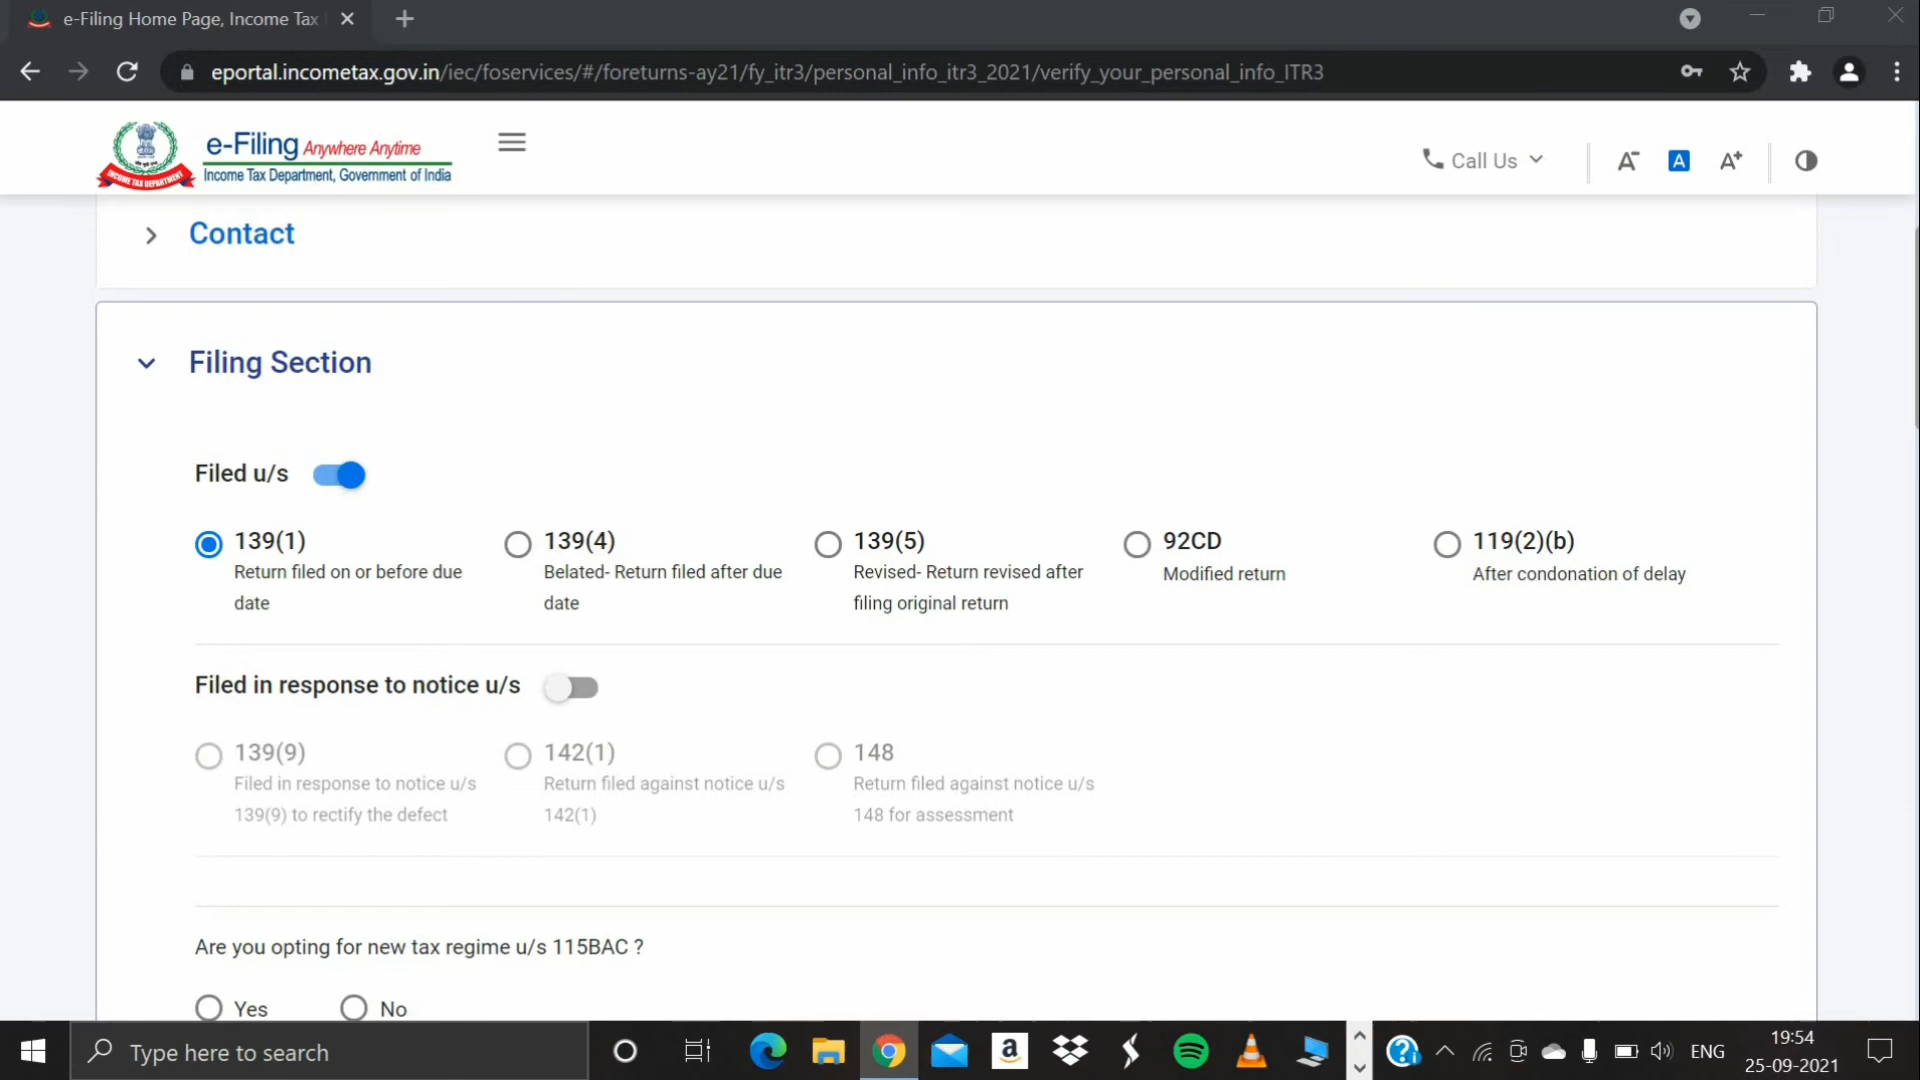 e-Filing Home Page, Income Tax
eportal.incometax.gov.in/iec/foservices/#/foreturns-ay21/fy_itr3/personal_info_itr3_2021/verify_your_personal_info_ITR3
e-Filing Anywhere Anytime
Income Tax Department, Government of India
INCOME TAX DEPARTMENT
Call Us
A-
A
A+
Contact
Filing Section
Filed u/s
139(1)
Return filed on or before due
date
139(4)
Belated- Return filed after due
date
139(5)
Revised- Return revised after
filing original return
92CD
Modified return
119(2)(b)
After condonation of delay
Filed in response to notice u/s
139(9)
Filed in response to notice u/s
139(9) to rectify the defect
142(1)
Return filed against notice u/s
142(1)
148
Return filed against notice u/s
148 for assessment
Are you opting for new tax regime u/s 115BAC ?
Yes
No
Type here to search
a
ENG
19:54
25-09-2021